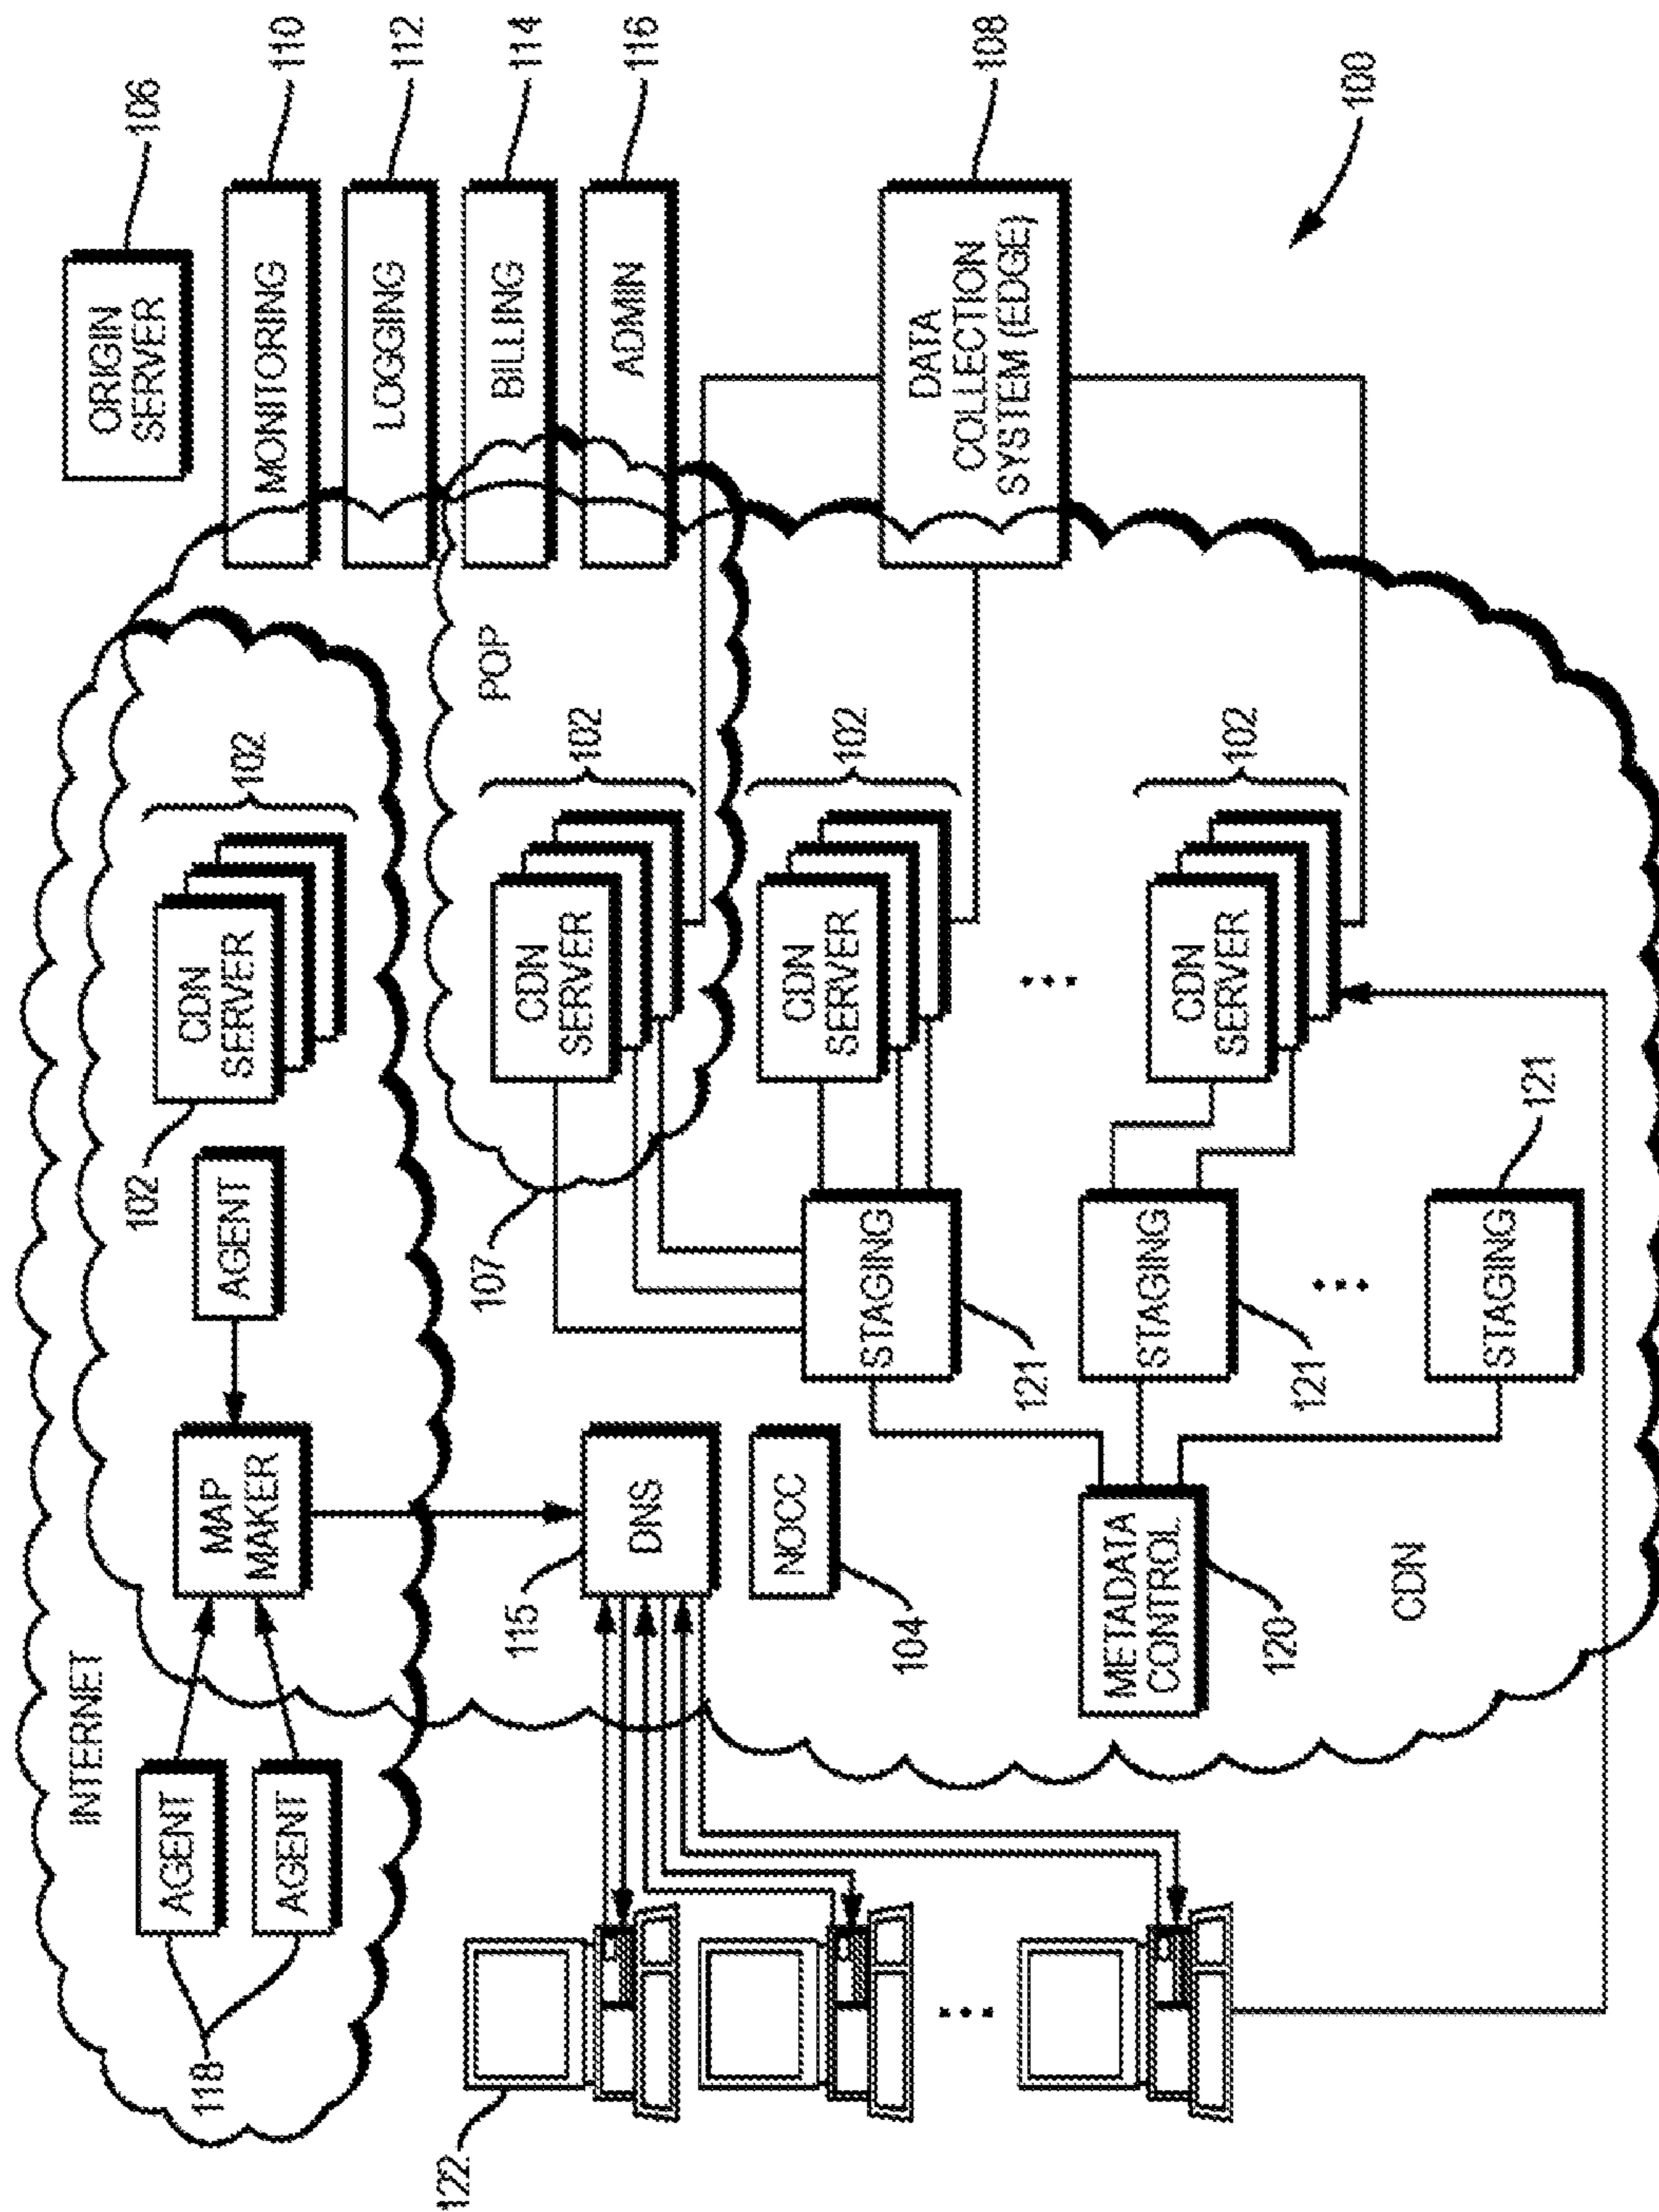 INTERNET
AGENT
AGENT
118
MAP
MAKER
AGENT
102
CDN
SERVER
102
ORIGIN
SERVER
106
MONITORING
110
LOGGING
112
BILLING
114
ADMIN
116
POP
107
CDN
SERVER
102
122
115
DNS
NOCC
104
STAGING
121
CDN
SERVER
102
DATA
COLLECTION
SYSTEM (EDGE)
108
METADATA
CONTROL
120
STAGING
121
CDN
SERVER
102
STAGING
121
CDN
100